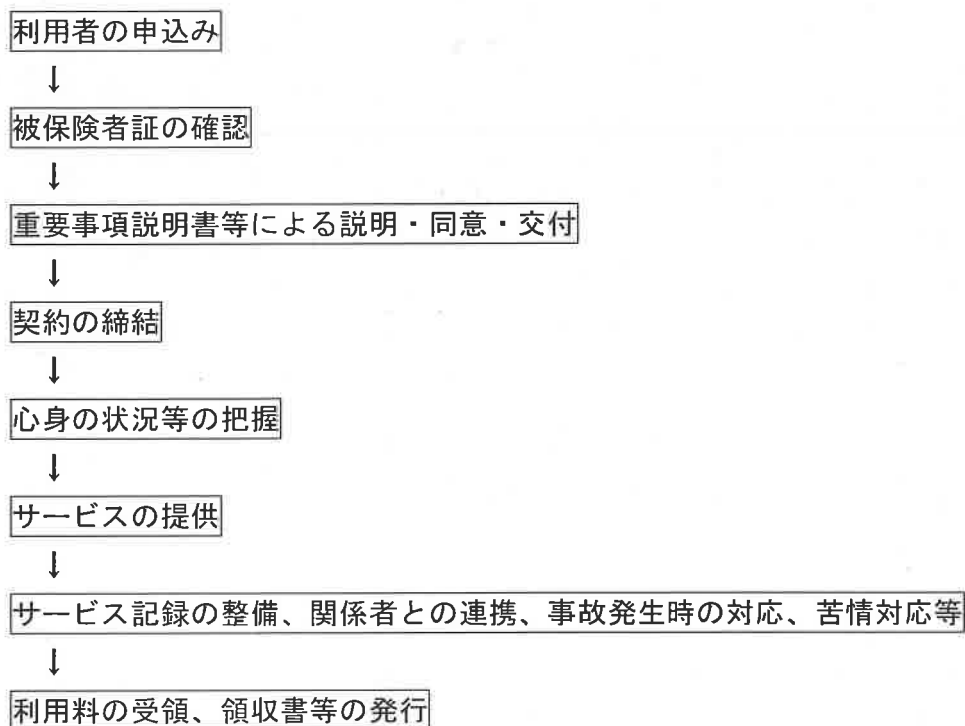 利用者の申込み
↓
被保険者証の確認
↓
重要事項説明書等による説明・同意・交付
↓
契約の締結
↓
心身の状況等の把握
↓
サービスの提供
↓
サービス記録の整備、関係者との連携、事故発生時の対応、苦情対応等
↓
利用料の受領、領収書等の発行